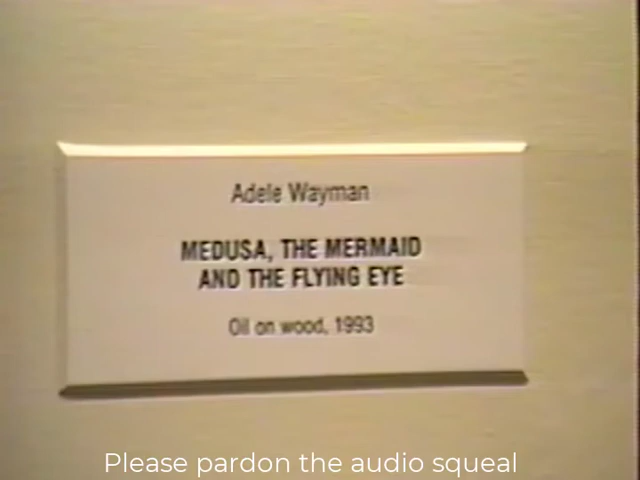 Adele Wayman
MEDUSA, THE MERMAID
AND THE FLYING EYE
Oil on wood, 1993
Please pardon the audio squeal